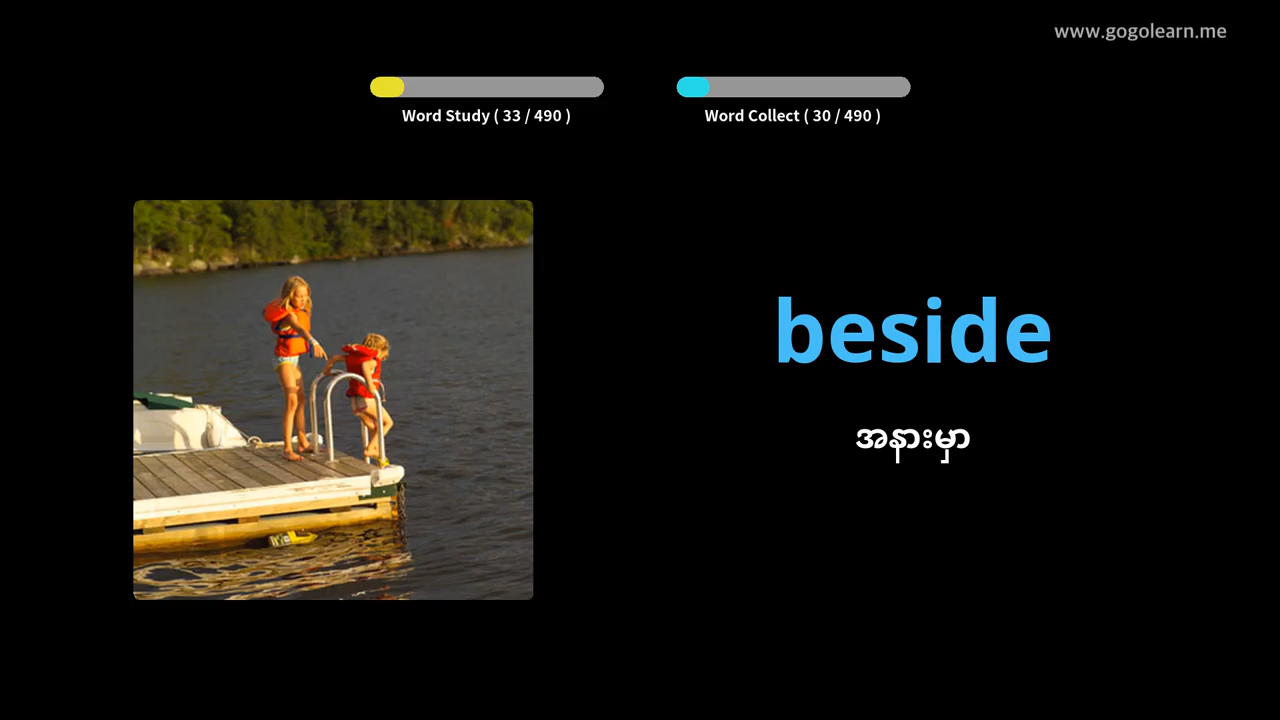 www.gogolearn.me
Word Study ( 33 / 490 )
Word Collect ( 30 / 490 )
beside
အနားမှာ